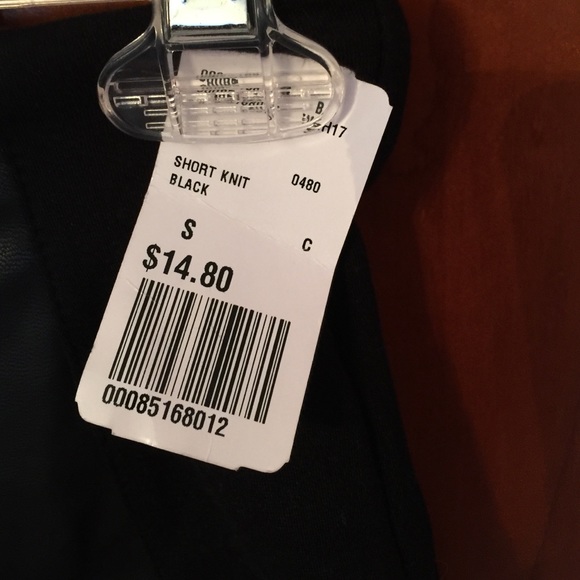 B
SHORT KNIT 0480
BLACK
S C
$14.80
00085168012